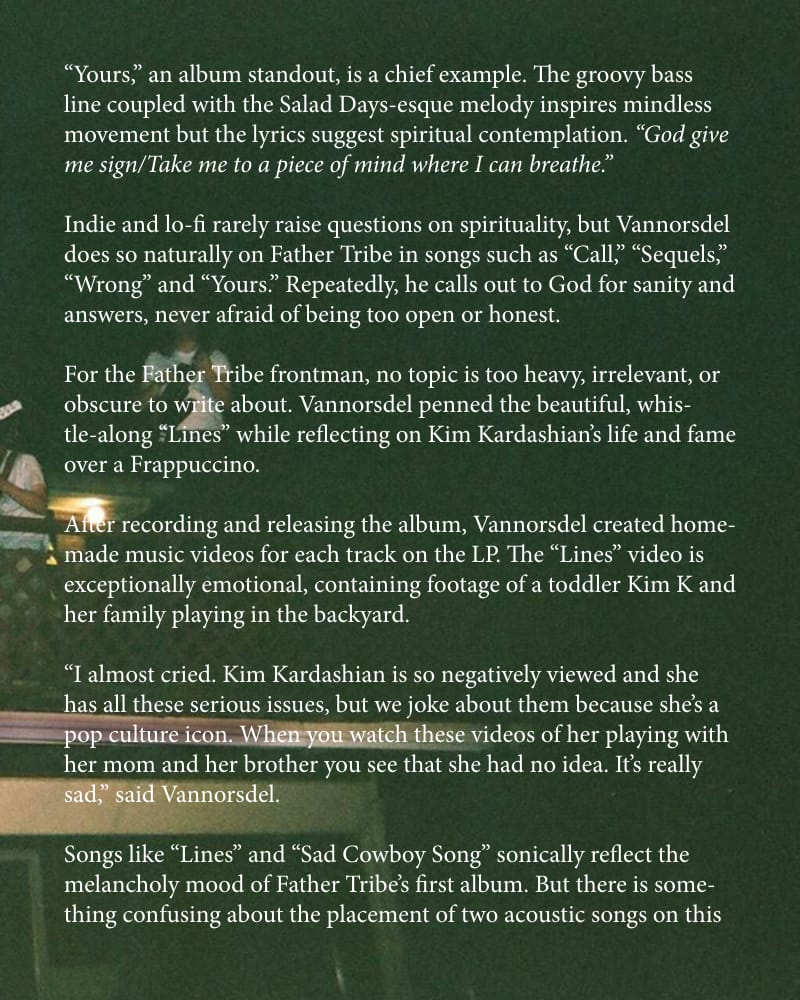 “Yours,” an album standout, is a chief example. The groovy bass
line coupled with the Salad Days-esque melody inspires mindless
movement but the lyrics suggest spiritual contemplation. “God give
me sign/Take me to a piece of mind where I can breathe.”
Indie and lo-fi rarely raise questions on spirituality, but Vannorsdel
does so naturally on Father Tribe in songs such as “Call,” “Sequels,”
“Wrong” and “Yours.” Repeatedly, he calls out to God for sanity and
answers, never afraid of being too open or honest.
For the Father Tribe frontman, no topic is too heavy, irrelevant, or
obscure to write about. Vannorsdel penned the beautiful, whis-
tle-along “Lines” while reflecting on Kim Kardashian’s life and fame
over a Frappuccino.
After recording and releasing the album, Vannorsdel created home-
made music videos for each track on the LP. The “Lines” video is
exceptionally emotional, containing footage of a toddler Kim K and
her family playing in the backyard.
“I almost cried. Kim Kardashian is so negatively viewed and she
has all these serious issues, but we joke about them because she’s a
pop culture icon. When you watch these videos of her playing with
her mom and her brother you see that she had no idea. It’s really
sad,” said Vannorsdel.
Songs like “Lines” and “Sad Cowboy Song” sonically reflect the
melancholy mood of Father Tribe’s first album. But there is some-
thing confusing about the placement of two acoustic songs on this